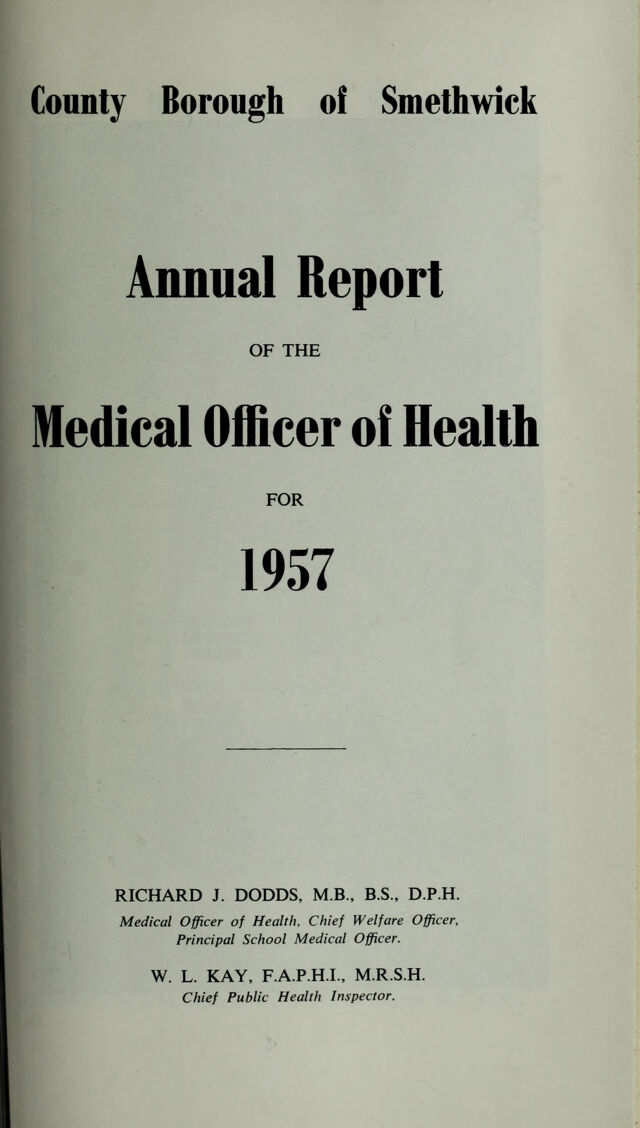 County Borough of Smethwick
Annual Report
OF THE
Medical Officer of Health
FOR
1957
RICHARD J. DODDS, M.B., B.S., D.P.H.
Medical Officer of Health, Chief Welfare Officer,
Principal School Medical Officer.
W. L. KAY, F.A.P.H.I., M.R.S.H.
Chief Public Health Inspector.